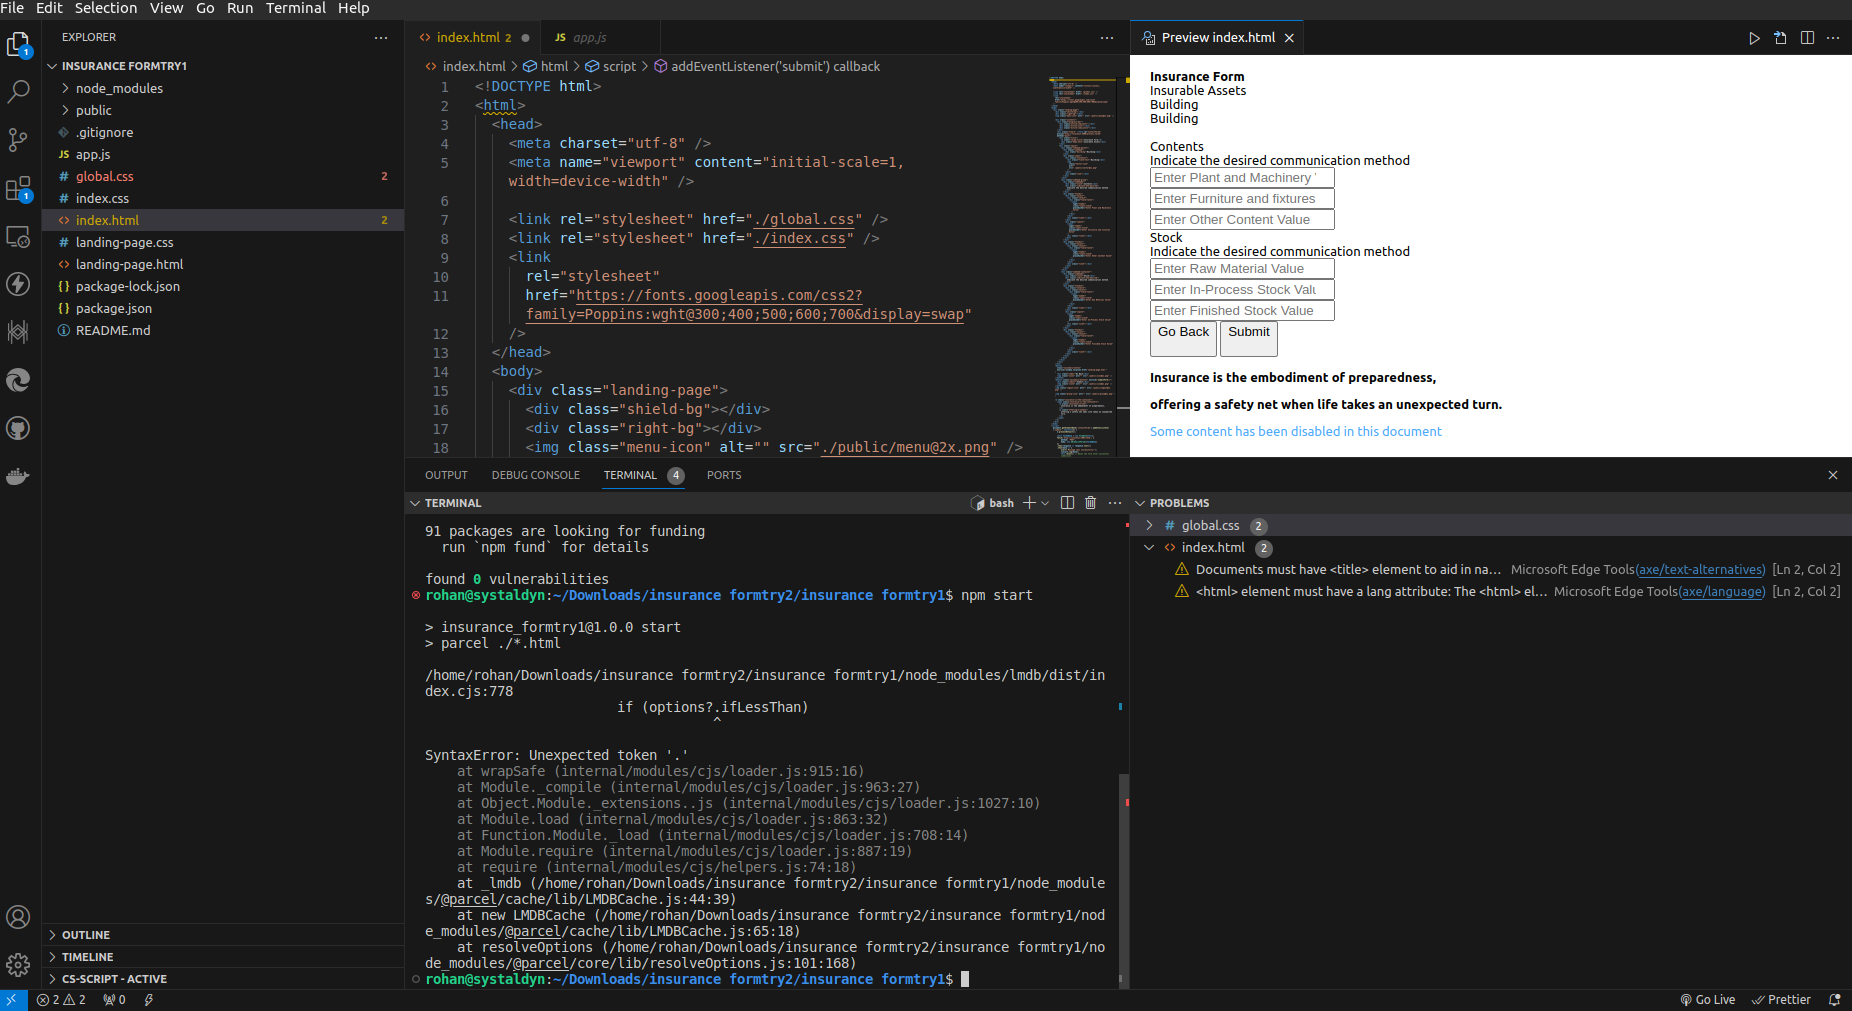 File Edit Selection View Go Run Terminal Help
EXPLORER
INSURANCE FORMTRY1
node_modules
public
.gitignore
JS app.js
# global.css 2
# index.css
<> index.html 2
# landing-page.css
<> landing-page.html
{} package-lock.json
{} package.json
README.md
OUTLINE
TIMELINE
CS-SCRIPT - ACTIVE
1
1
<> index.html 2
JS app.js
<> index.html > html > script > addEventListener('submit') callback
1 <!DOCTYPE html>
2 <html>
3 <head>
4 <meta charset="utf-8" />
5 <meta name="viewport" content="initial-scale=1,
width=device-width" />
6
7 <link rel="stylesheet" href="./global.css" />
8 <link rel="stylesheet" href="./index.css" />
9 <link
10 rel="stylesheet"
11 href="https://fonts.googleapis.com/css2?
family=Poppins:wght@300;400;500;600;700&display=swap"
12 />
13 </head>
14 <body>
15 <div class="landing-page">
16 <div class="shield-bg"></div>
17 <div class="right-bg"></div>
18 <img class="menu-icon" alt="" src="./public/menu@2x.png" />
Preview index.html
Insurance Form
Insurable Assets
Building
Building
Contents
Indicate the desired communication method
Enter Plant and Machinery
Enter Furniture and fixtures
Enter Other Content Value
Stock
Indicate the desired communication method
Enter Raw Material Value
Enter In-Process Stock Valu
Enter Finished Stock Value
Go Back Submit
Insurance is the embodiment of preparedness,
offering a safety net when life takes an unexpected turn.
Some content has been disabled in this document
OUTPUT DEBUG CONSOLE TERMINAL 4 PORTS
TERMINAL
bash
91 packages are looking for funding
run `npm fund` for details
found 0 vulnerabilities
rohan@systaldyn:~/Downloads/insurance formtry2/insurance formtry1$ npm start
> insurance_formtry1@1.0.0 start
> parcel ./*.html
/home/rohan/Downloads/insurance formtry2/insurance formtry1/node_modules/lmdb/dist/in
dex.cjs:778
if (options?.ifLessThan)
^
SyntaxError: Unexpected token '.'
at wrapSafe (internal/modules/cjs/loader.js:915:16)
at Module._compile (internal/modules/cjs/loader.js:963:27)
at Object.Module._extensions..js (internal/modules/cjs/loader.js:1027:10)
at Module.load (internal/modules/cjs/loader.js:863:32)
at Function.Module._load (internal/modules/cjs/loader.js:708:14)
at Module.require (internal/modules/cjs/loader.js:887:19)
at require (internal/modules/cjs/helpers.js:74:18)
at _lmdb (/home/rohan/Downloads/insurance formtry2/insurance formtry1/node_module
s/@parcel/cache/lib/LMDBCache.js:44:39)
at new LMDBCache (/home/rohan/Downloads/insurance formtry2/insurance formtry1/nod
e_modules/@parcel/cache/lib/LMDBCache.js:65:18)
at resolveOptions (/home/rohan/Downloads/insurance formtry2/insurance formtry1/no
de_modules/@parcel/core/lib/resolveOptions.js:101:168)
rohan@systaldyn:~/Downloads/insurance formtry2/insurance formtry1$
PROBLEMS
# global.css 2
<> index.html 2
Documents must have <title> element to aid in na... Microsoft Edge Tools(axe/text-alternatives) [Ln 2, Col 2]
<html> element must have a lang attribute: The <html> el... Microsoft Edge Tools(axe/language) [Ln 2, Col 2]
2 2 0
Go Live Prettier